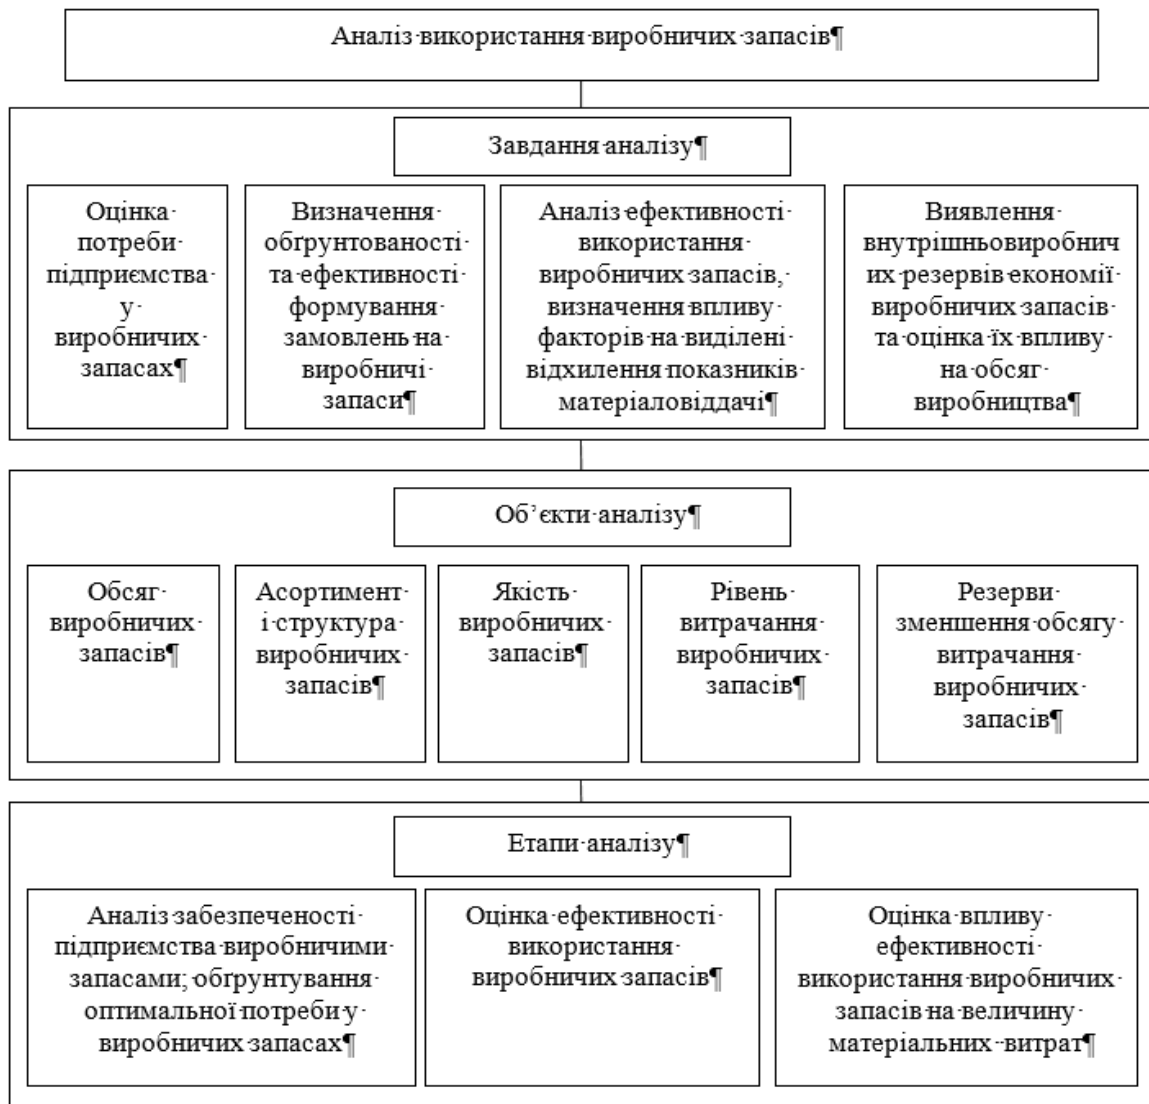 Аналіз·використання·виробничих·запасів¶
Завдання·аналізу¶
Оцінка·
потреби·
підприємства·
у·
виробничих·
запасах¶
Визначення·
обґрунтованості·
та·ефективності·
формування·
замовлень·на·
виробничі·
запаси¶
Аналіз·ефективності·
використання·
виробничих·запасів,·
визначення·впливу·
факторів·на·виділені·
відхилення·показників·
матеріаловіддачі¶
Виявлення·
внутрішньовиробнич
их·резервів·економії·
виробничих·запасів·
та·оцінка·їх·впливу·
на·обсяг·
виробництва¶
Об’єкти·аналізу¶
Обсяг·
виробничих·
запасів¶
Асортимент·
і·структура·
виробничих·
запасів¶
Якість·
виробничих·
запасів¶
Рівень·
витрачання·
виробничих·
запасів¶
Резерви·
зменшення·обсягу·
витрачання·
виробничих·
запасів¶
Етапи·аналізу¶
Аналіз·забезпеченості·
підприємства·виробничими·
запасами;·обґрунтування·
оптимальної·потреби·у·
виробничих·запасах¶
Оцінка·ефективності·
використання·
виробничих·запасів¶
Оцінка·впливу·
ефективності·
використання·виробничих·
запасів·на·величину·
матеріальних··витрат¶